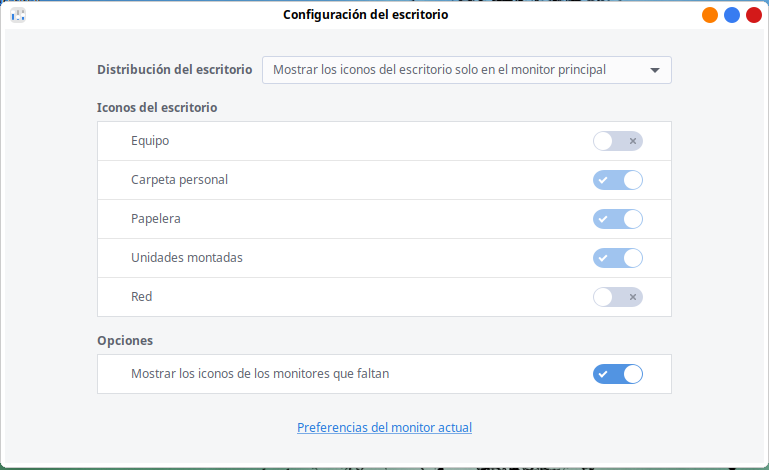 Configuración del escritorio
Distribución del escritorio Mostrar los iconos del escritorio solo en el monitor principal
Iconos del escritorio
Equipo
Carpeta personal
Papelera
Unidades montadas
Red
Opciones
Mostrar los iconos de los monitores que faltan
Preferencias del monitor actual